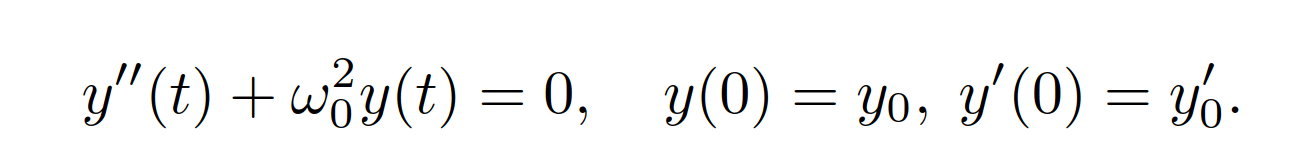 y''(t) + ω₀²y(t) = 0, y(0) = y₀, y'(0) = y₀'.